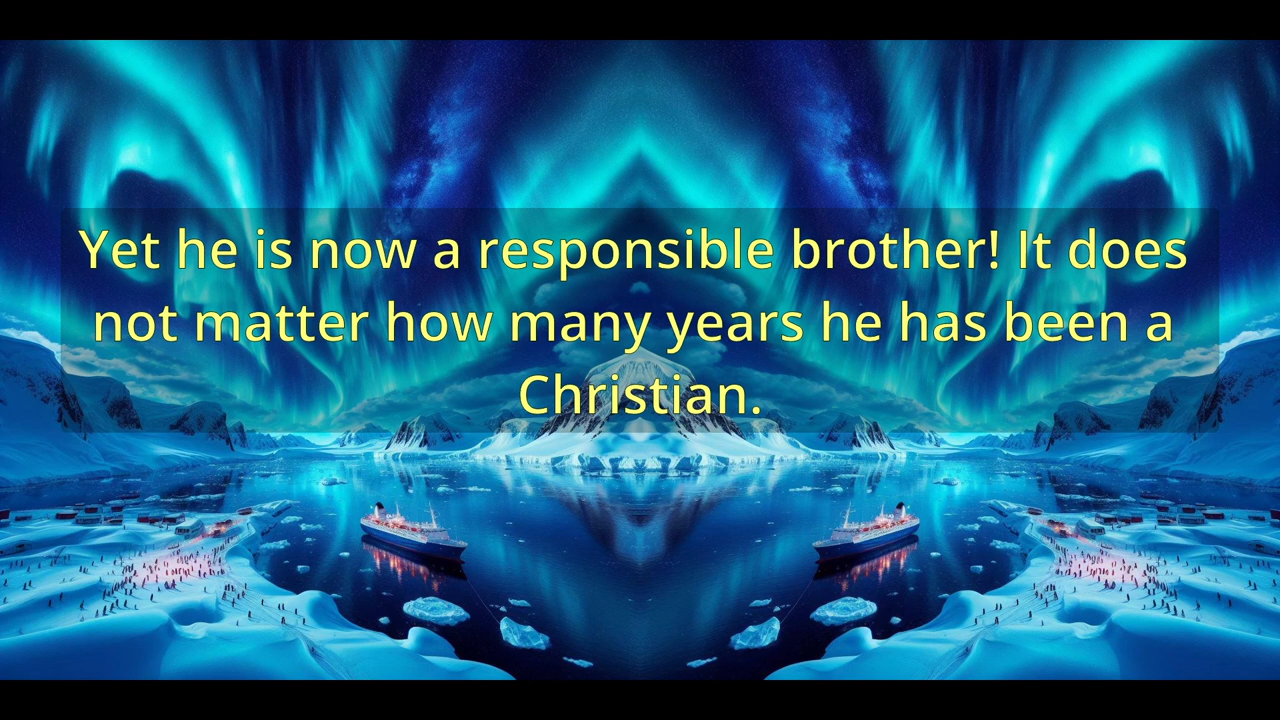 Yet he is now a responsible brother! It does
not matter how many years he has been a
Christian.